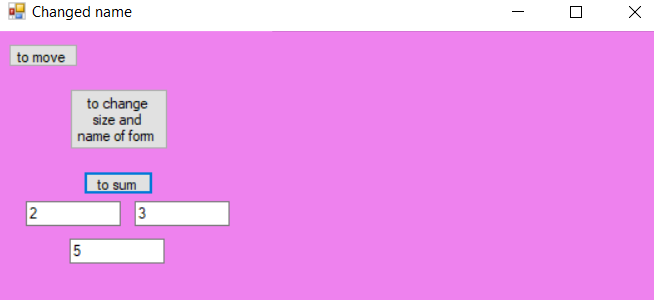 Changed name
to move
to change
size and
name of form
to sum
2 3
5